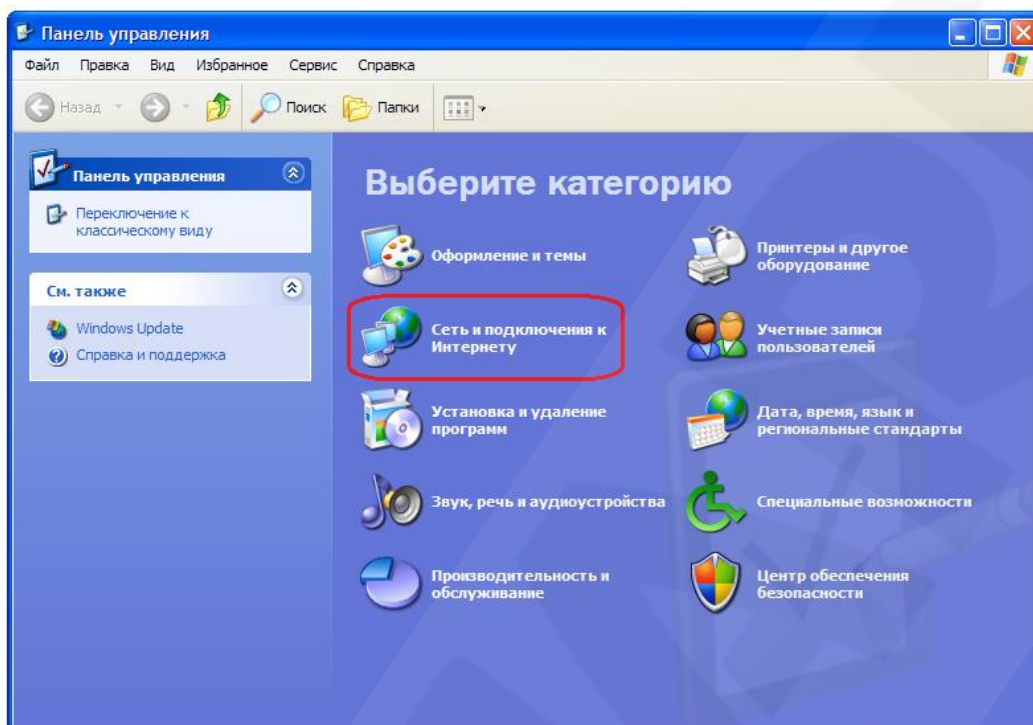 Панель управления
Файл Правка Вид Избранное Сервис Справка
Назад Поиск Папки
Панель управления
Переключение к
классическому виду
См. также
Windows Update
Справка и поддержка
Выберите категорию
Оформление и темы
Принтеры и другое
оборудование
Сеть и подключения к
Интернету
Учетные записи
пользователей
Установка и удаление
программ
Дата, время, язык и
региональные стандарты
Звук, речь и аудиоустройства
Специальные возможности
Производительность и
обслуживание
Центр обеспечения
безопасности